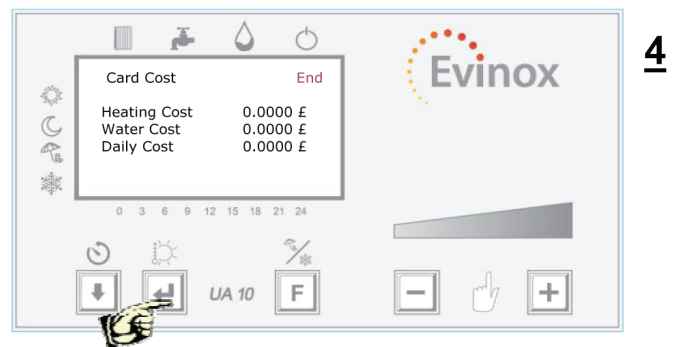 Card Cost End
Heating Cost 0.0000 £
Water Cost 0.0000 £
Daily Cost 0.0000 £
0 3 6 9 12 15 18 21 24
Evinox
4
UA 10 F